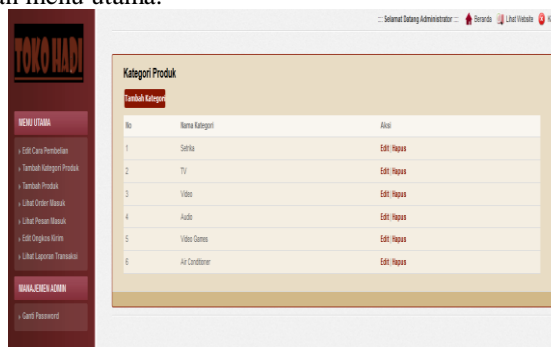 an menu utama.
::: Selamat Datang Administrator ::: Beranda Lihat Website
TOKO HADI
Kategori Produk
Tambah Kategori
MENU UTAMA
» Edit Cara Pembelian
» Tambah Kategori Produk
» Tambah Produk
» Lihat Order Masuk
» Lihat Pesan Masuk
» Edit Ongkos Kirim
» Lihat Laporan Transaksi
MANAJEMEN ADMIN
» Ganti Password
No Nama Kategori Aksi
1 Setrika Edit Hapus
2 TV Edit Hapus
3 Video Edit Hapus
4 Audio Edit Hapus
5 Video Games Edit Hapus
6 Air Conditioner Edit Hapus